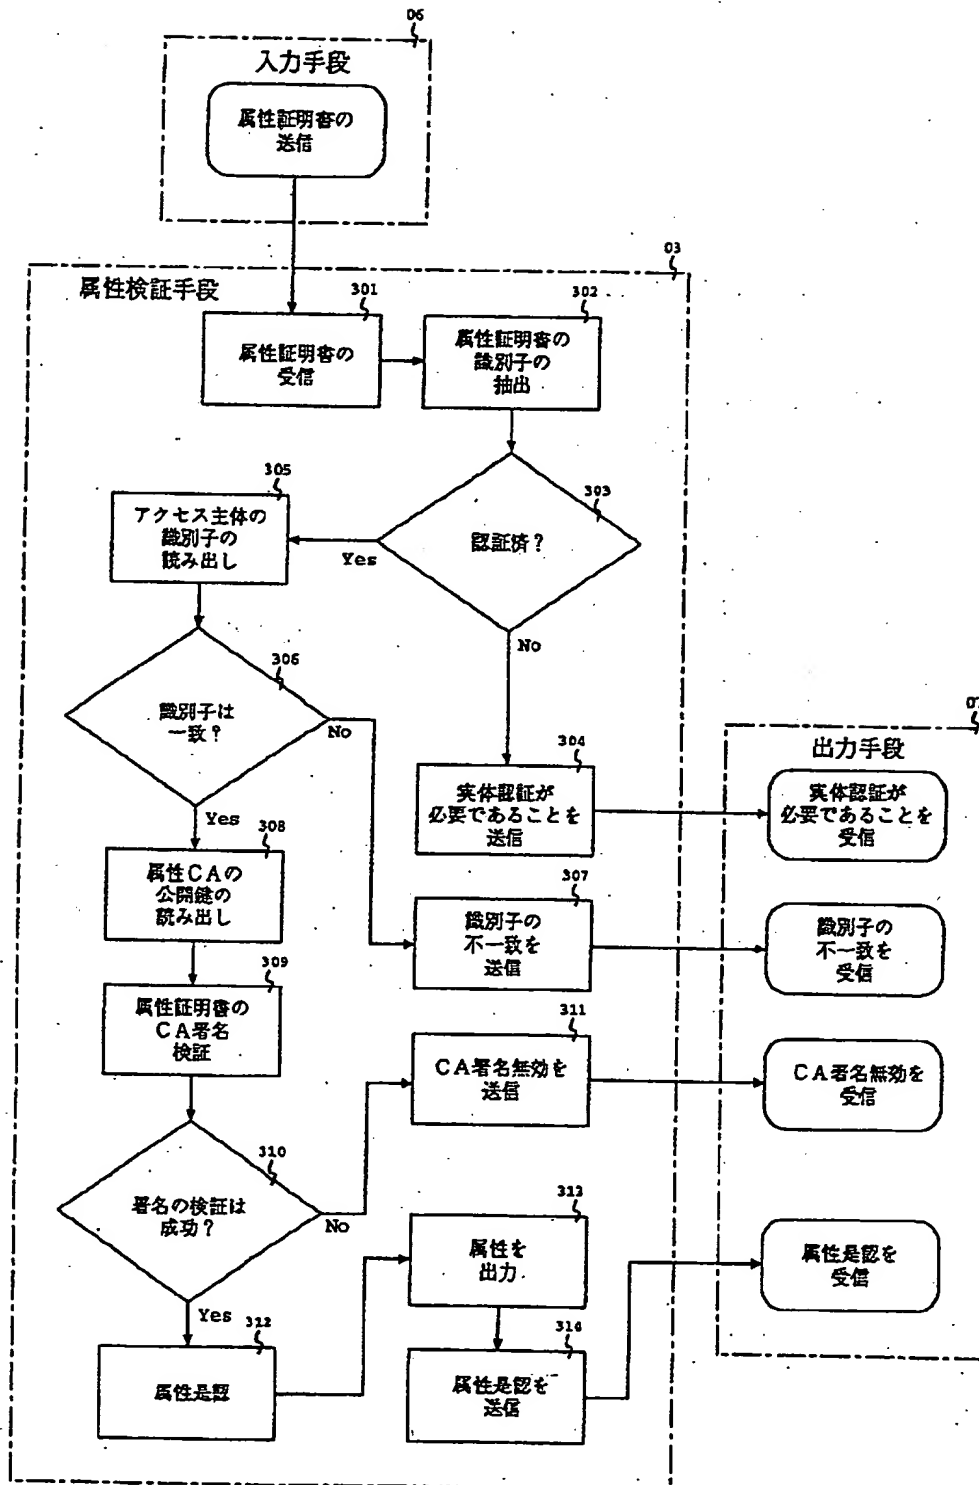 06
入力手段
属性証明書の
送信
03
属性検証手段
301
属性証明書の
受信
302
属性証明書の
識別子の
抽出
303
認証済？
Yes
No
305
アクセス主体の
識別子の
読み出し
306
識別子は
一致？
No
Yes
304
実体認証が
必要であることを
送信
07
出力手段
実体認証が
必要であることを
受信
308
属性CAの
公開鍵の
読み出し
307
識別子の
不一致を
送信
識別子の
不一致を
受信
309
属性証明書の
CA署名
検証
311
CA署名無効を
送信
CA署名無効を
受信
310
署名の検証は
成功？
No
Yes
313
属性を
出力
属性是認を
受信
312
属性是認
314
属性是認を
送信